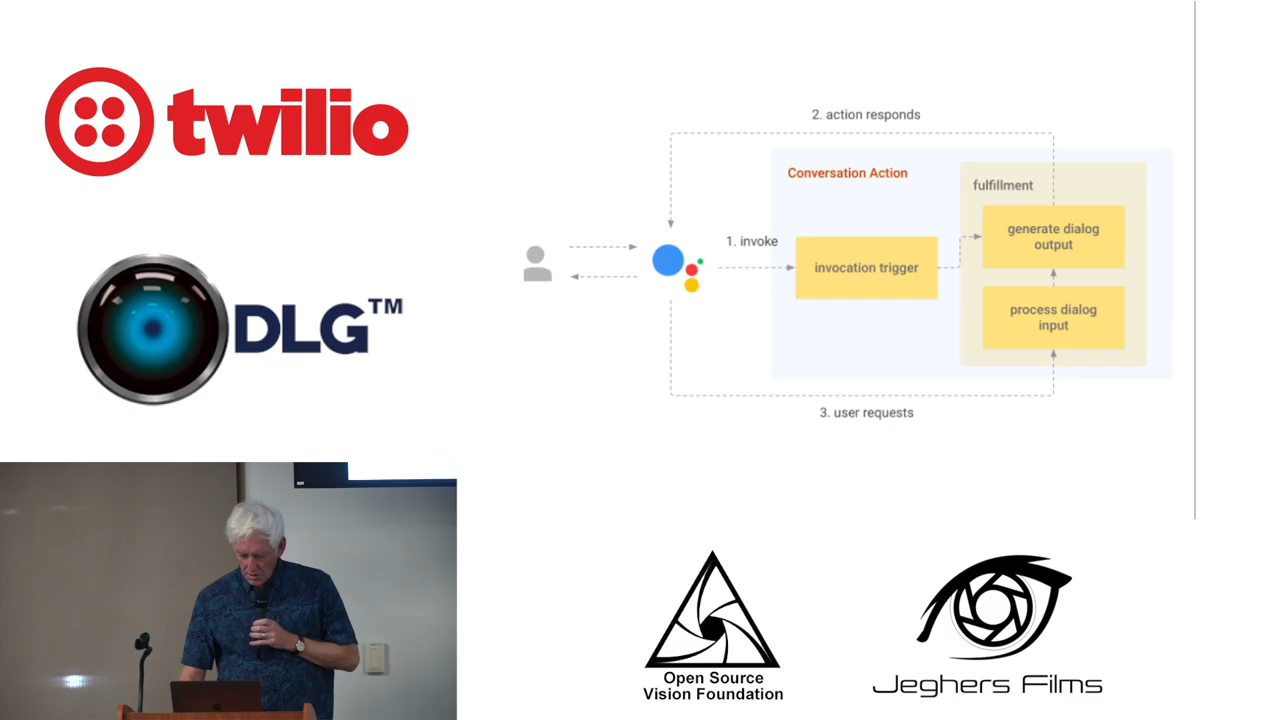 twilio
DLG™
2. action responds
Conversation Action
fulfillment
generate dialog
output
1. invoke
invocation trigger
process dialog
input
3. user requests
Open Source
Vision Foundation
Jeghers Films